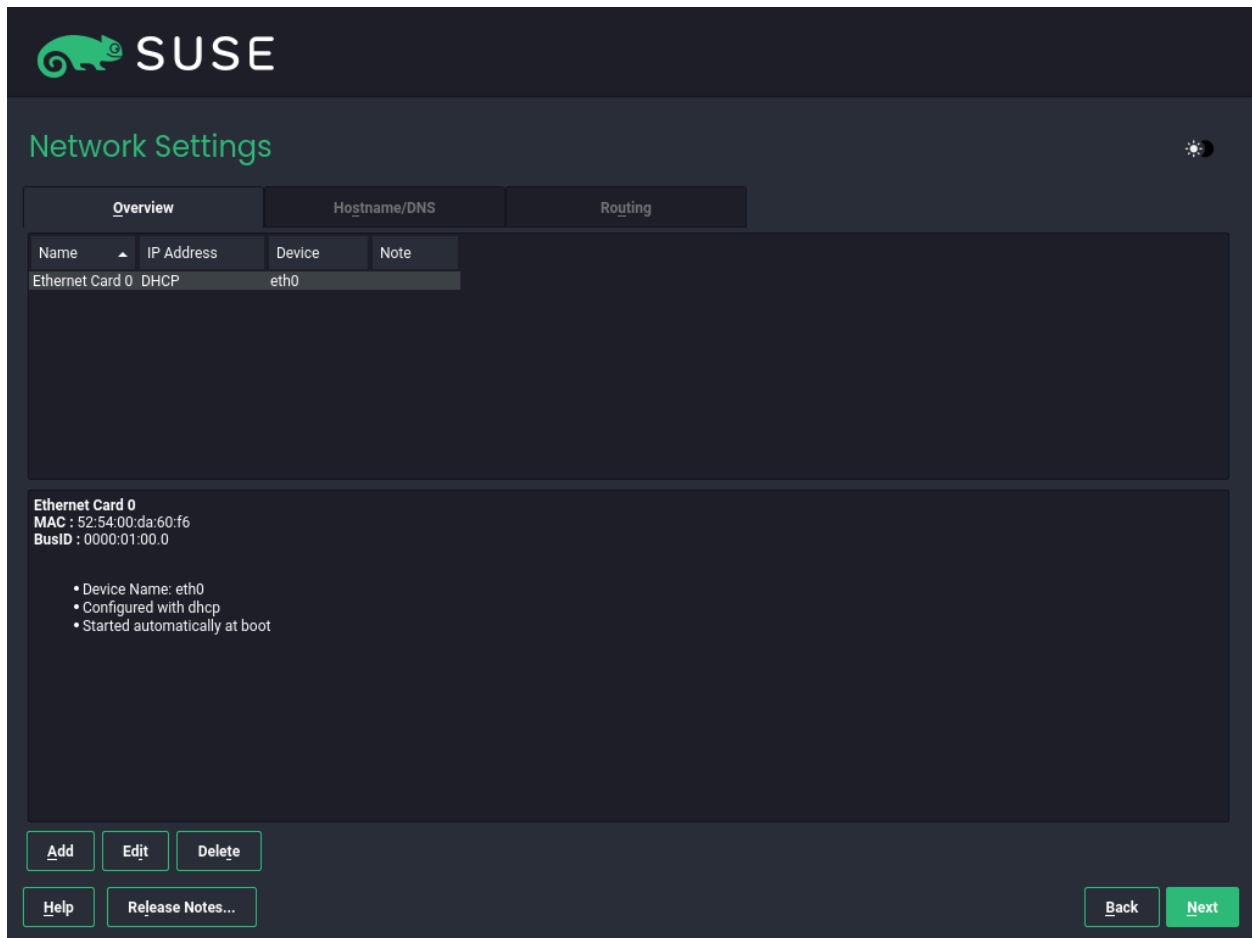 SUSE
Network Settings
Overview Hostname/DNS Routing
Name IP Address Device Note
Ethernet Card 0 DHCP eth0
Ethernet Card 0
MAC : 52:54:00:da:60:f6
BusID : 0000:01:00.0
• Device Name: eth0
• Configured with dhcp
• Started automatically at boot
Add Edit Delete
Help Release Notes... Back Next